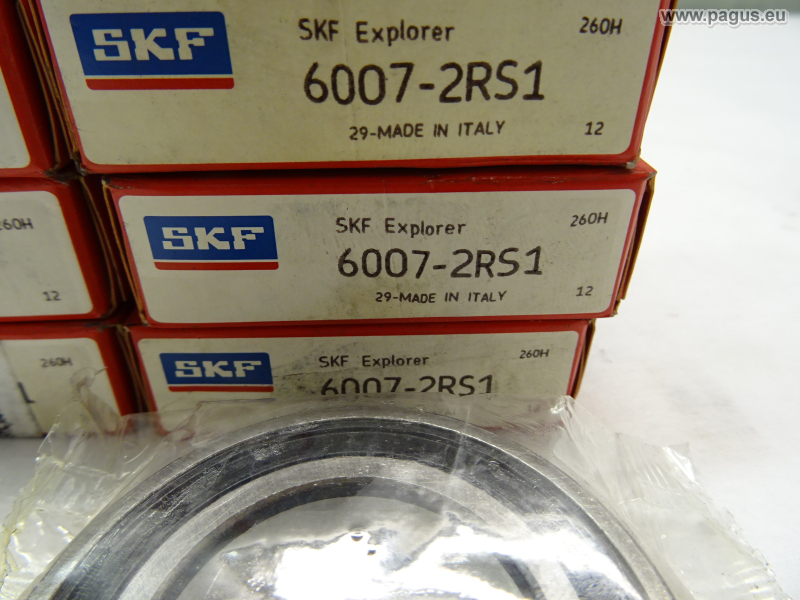 www.pagus.eu
SKF
SKF Explorer
260H
6007-2RS1
29-MADE IN ITALY
12
260H
12
SKF
SKF Explorer
260H
6007-2RS1
29-MADE IN ITALY
12
260H
SKF
SKF Explorer
260H
6007-2RS1
12